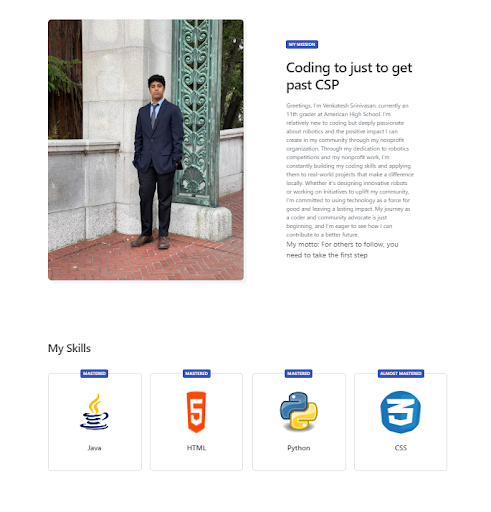 MY MISSION
Coding to just to get
past CSP
Greetings, I'm Venkatesh Srinivasan, currently an
11th grader at American High School. I'm
relatively new to coding but deeply passionate
about robotics and the positive impact I can
create in my community through my nonprofit
organization. Through my dedication to robotics
competitions and my nonprofit work, I'm
constantly building my coding skills and applying
them to real-world projects that make a difference
locally. Whether it's designing innovative robots
or working on initiatives to uplift my community,
I'm committed to using technology as a force for
good and leaving a lasting impact. My journey as
a coder and community advocate is just
beginning, and I'm eager to see how I can
contribute to a better future.
My motto: For others to follow, you
need to take the first step
My Skills
MASTERED
MASTERED
MASTERED
ALMOST MASTERED
5
3
Java
HTML
Python
CSS